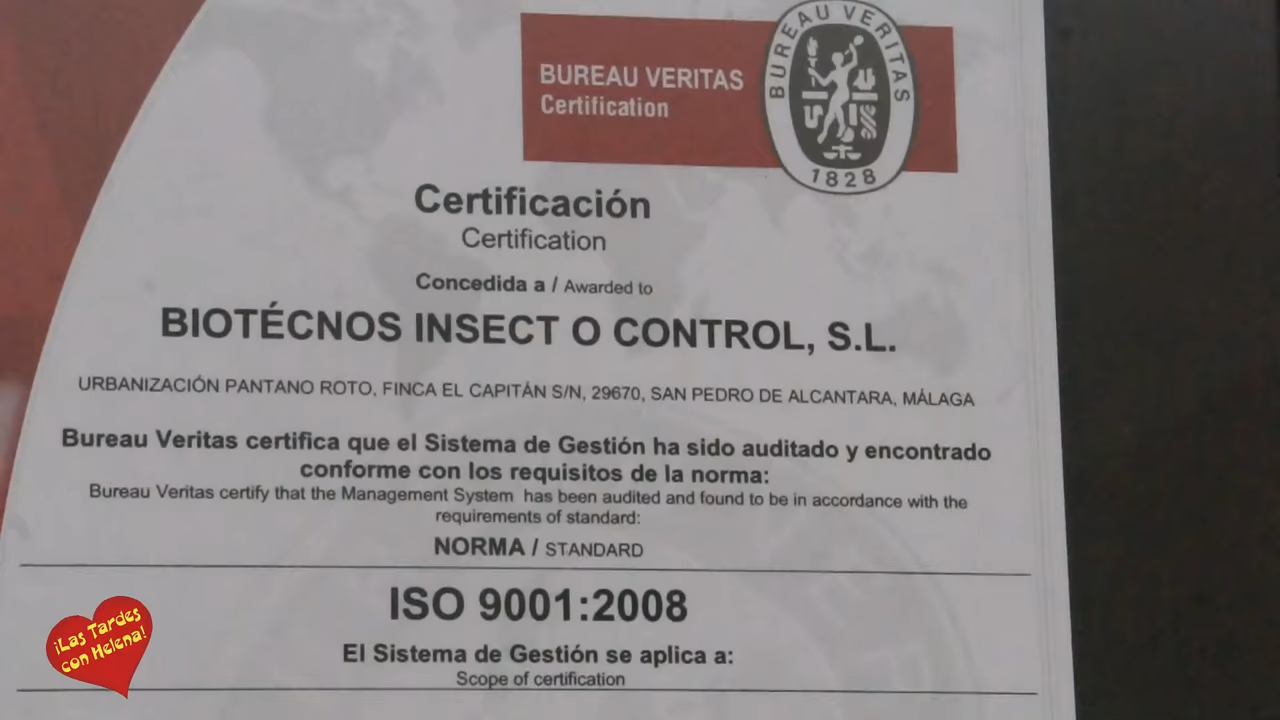 BUREAU VERITAS
Certification
BUREAU VERITAS
1828
Certificación
Certification
Concedida a / Awarded to
BIOTÉCNOS INSECT O CONTROL, S.L.
URBANIZACIÓN PANTANO ROTO, FINCA EL CAPITÁN S/N, 29670, SAN PEDRO DE ALCANTARA, MÁLAGA
Bureau Veritas certifica que el Sistema de Gestión ha sido auditado y encontrado
conforme con los requisitos de la norma:
Bureau Veritas certify that the Management System has been audited and found to be in accordance with the
requirements of standard:
NORMA / STANDARD
ISO 9001:2008
El Sistema de Gestión se aplica a:
Scope of certification
¡Las Tardes
con Helena!